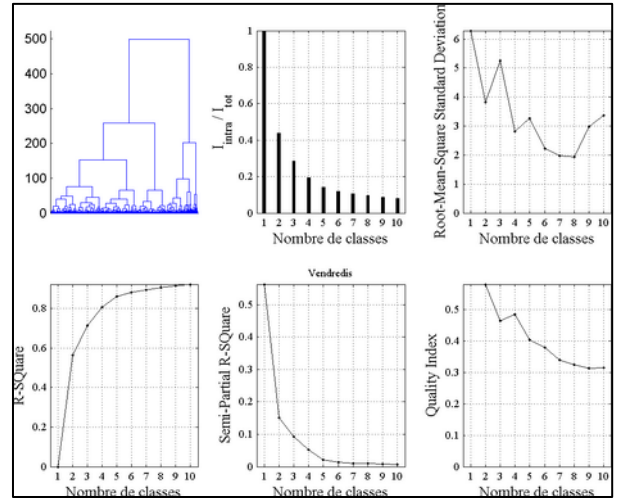 500
400
300
200
100
0
I_intra / I_tot
1
0.8
0.6
0.4
0.2
0
1 2 3 4 5 6 7 8 9 10
Nombre de classes
Root-Mean-Square Standard Deviation
6
5
4
3
2
1
0
1 2 3 4 5 6 7 8 9 10
Nombre de classes
R-SQuare
0.8
0.6
0.4
0.2
0
1 2 3 4 5 6 7 8 9 10
Nombre de classes
Vendredis
Semi-Partial R-SQuare
0.5
0.4
0.3
0.2
0.1
0
1 2 3 4 5 6 7 8 9 10
Nombre de classes
Quality Index
0.5
0.4
0.3
0.2
0.1
0
1 2 3 4 5 6 7 8 9 10
Nombre de classes